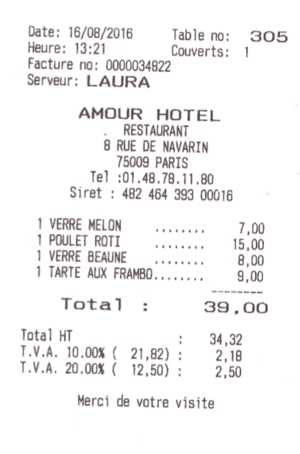 Date: 16/08/2016 Table no: 305
Heure: 13:21 Couverts: 1
Facture no: 0000034822
Serveur: LAURA
AMOUR HOTEL
. RESTAURANT
8 RUE DE NAVARIN
75009 PARIS
Tel :01.48.78.11.80
Siret : 482 464 393 00016
1 VERRE MELON ........ 7,00
1 POULET ROTI ........ 15,00
1 VERRE BEAUNE ........ 8,00
1 TARTE AUX FRAMBO........ 9,00
---------
Total : 39,00
Total HT : 34,32
T.V.A. 10.00% ( 21,82) : 2,18
T.V.A. 20.00% ( 12,50) : 2,50
Merci de votre visite